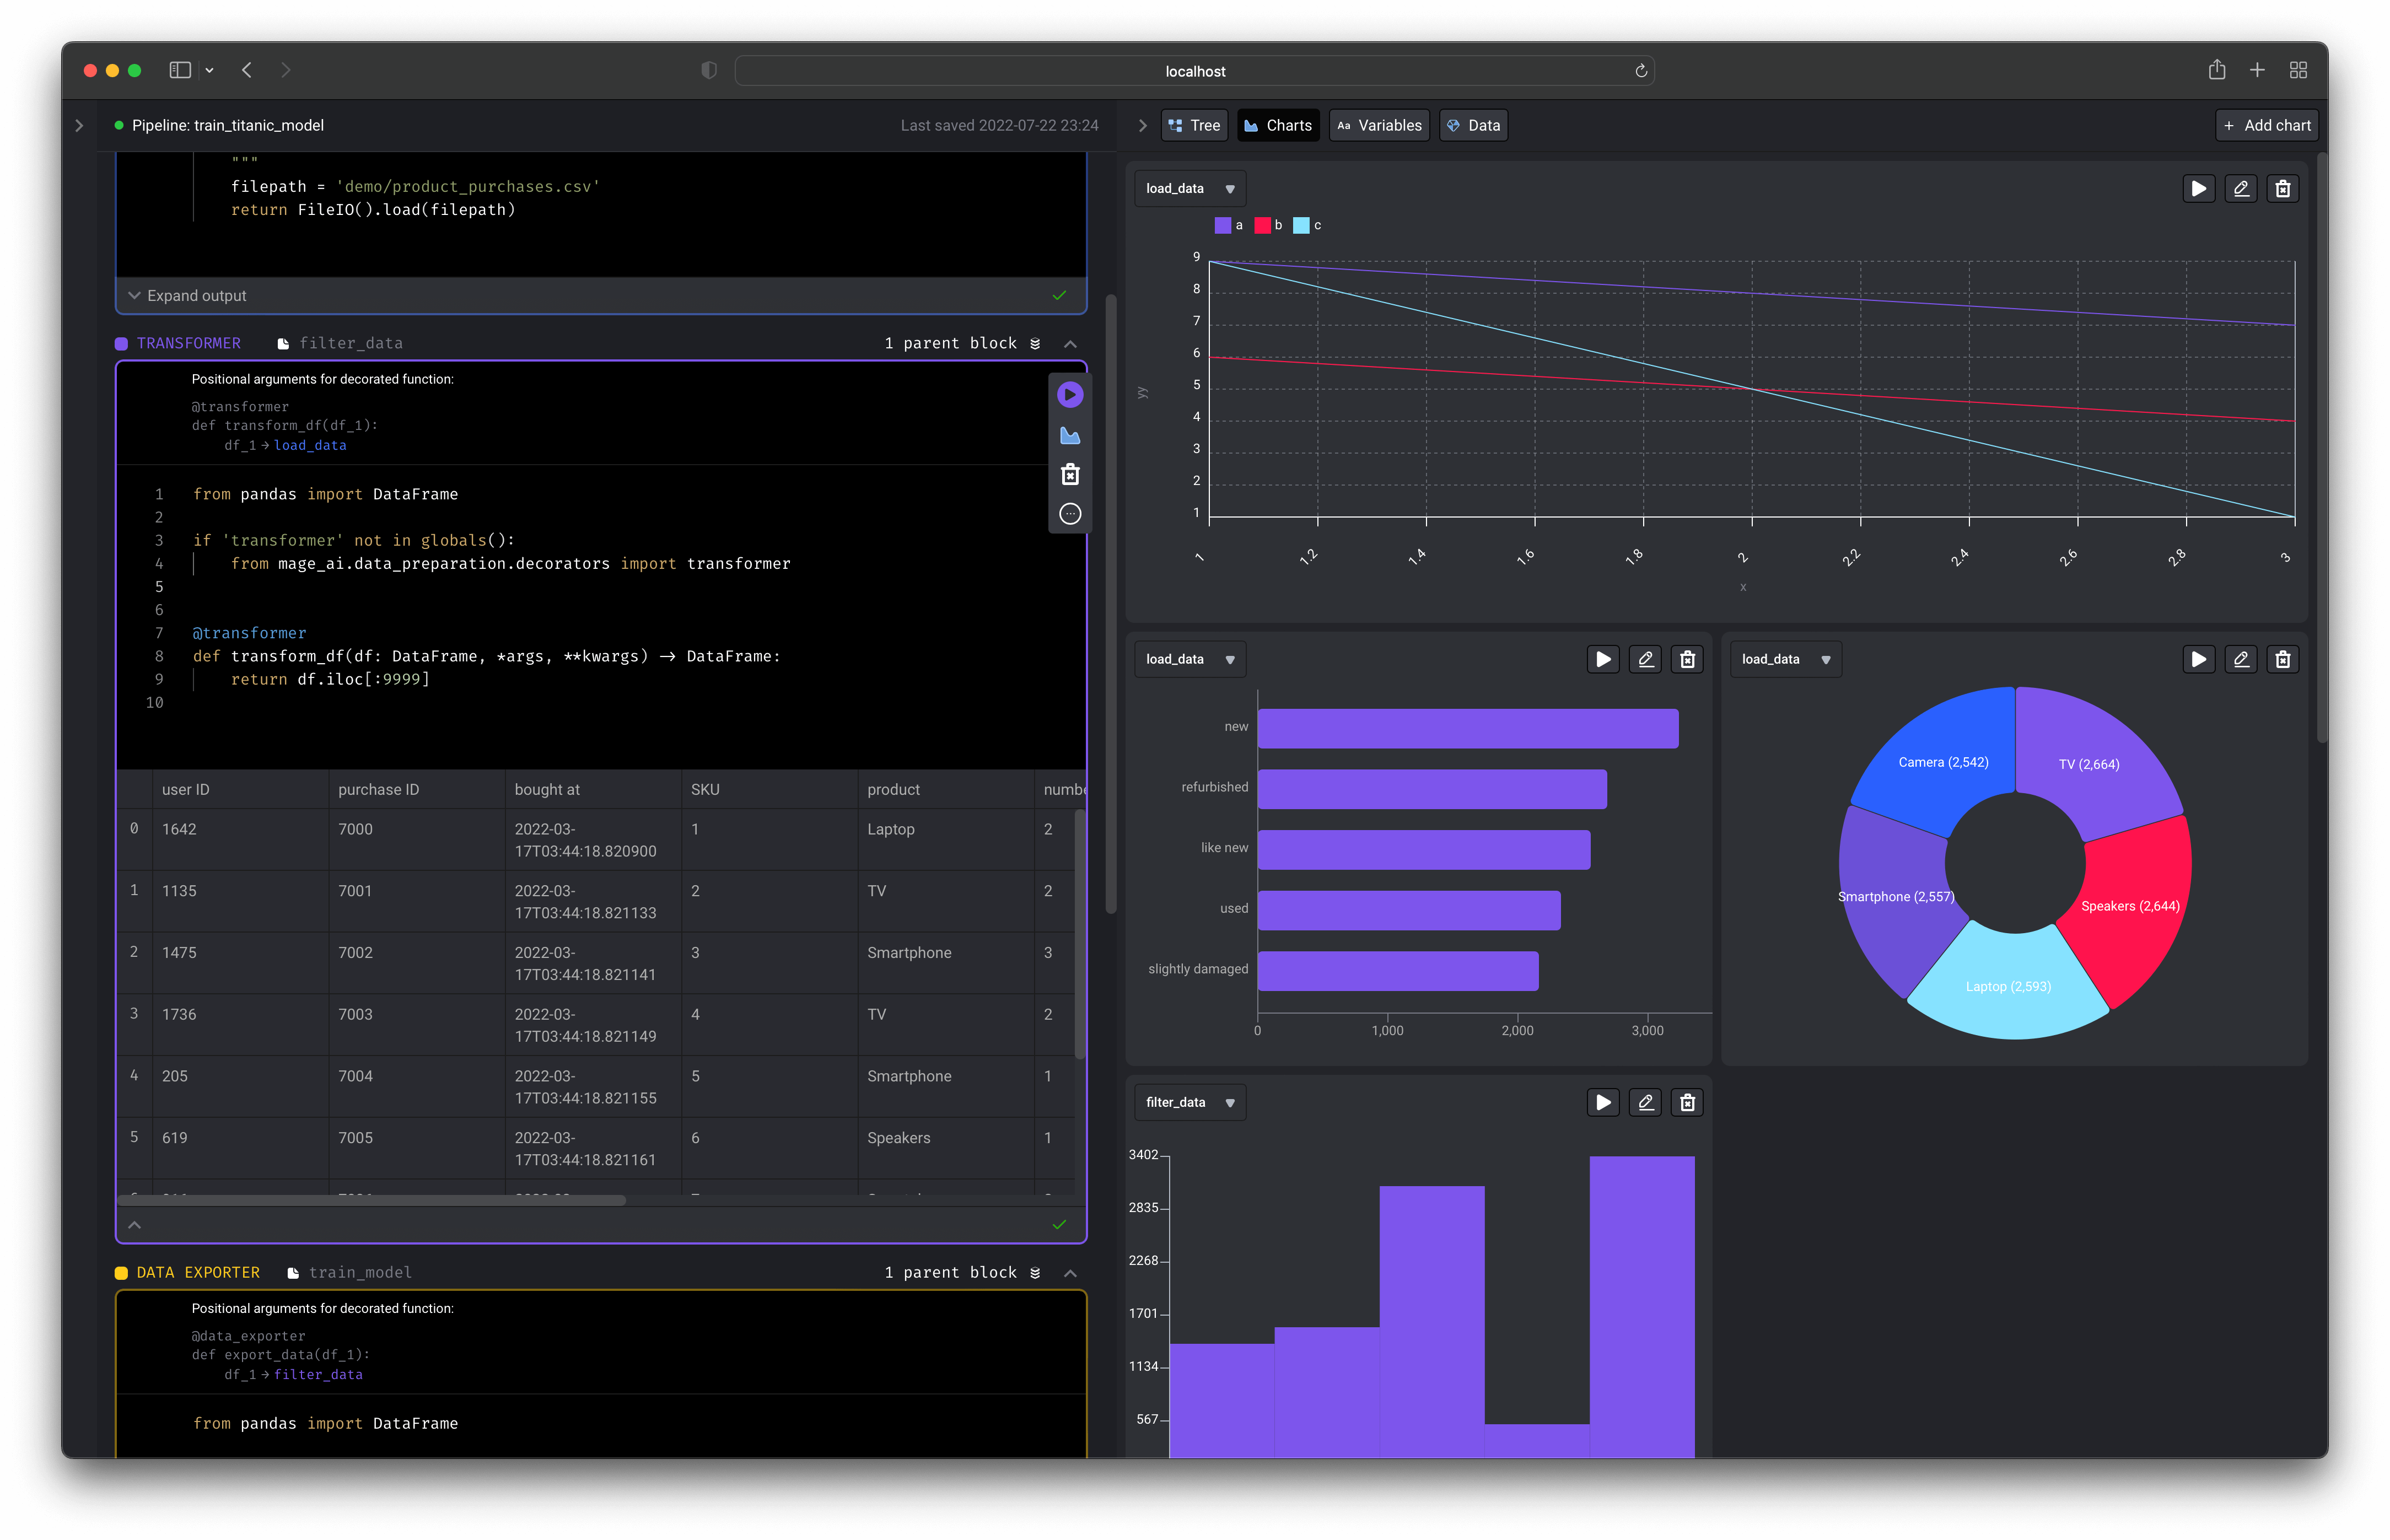 localhost
Pipeline: train_titanic_model
Last saved 2022-07-22 23:24
"""
filepath = 'demo/product_purchases.csv'
return FileIO().load(filepath)
Expand output
TRANSFORMER filter_data 1 parent block
Positional arguments for decorated function:
@transformer
def transform_df(df_1):
df_1 → load_data
1 from pandas import DataFrame
2
3 if 'transformer' not in globals():
4 from mage_ai.data_preparation.decorators import transformer
5
6
7 @transformer
8 def transform_df(df: DataFrame, *args, **kwargs) → DataFrame:
9 return df.iloc[:9999]
10
user ID purchase ID bought at SKU product numbe
0 1642 7000 2022-03-17T03:44:18.820900 1 Laptop 2
1 1135 7001 2022-03-17T03:44:18.821133 2 TV 2
2 1475 7002 2022-03-17T03:44:18.821141 3 Smartphone 3
3 1736 7003 2022-03-17T03:44:18.821149 4 TV 2
4 205 7004 2022-03-17T03:44:18.821155 5 Smartphone 1
5 619 7005 2022-03-17T03:44:18.821161 6 Speakers 1
DATA EXPORTER train_model 1 parent block
Positional arguments for decorated function:
@data_exporter
def export_data(df_1):
df_1 → filter_data
from pandas import DataFrame
Tree Charts Aa Variables Data + Add chart
load_data
a b c
9
8
7
6
5
4
3
2
1
yy
1 1.2 1.4 1.6 1.8 2 2.2 2.4 2.6 2.8 3
x
load_data
new
refurbished
like new
used
slightly damaged
0 1,000 2,000 3,000
load_data
Camera (2,542)
TV (2,664)
Smartphone (2,557)
Speakers (2,644)
Laptop (2,593)
filter_data
3402
2835
2268
1701
1134
567